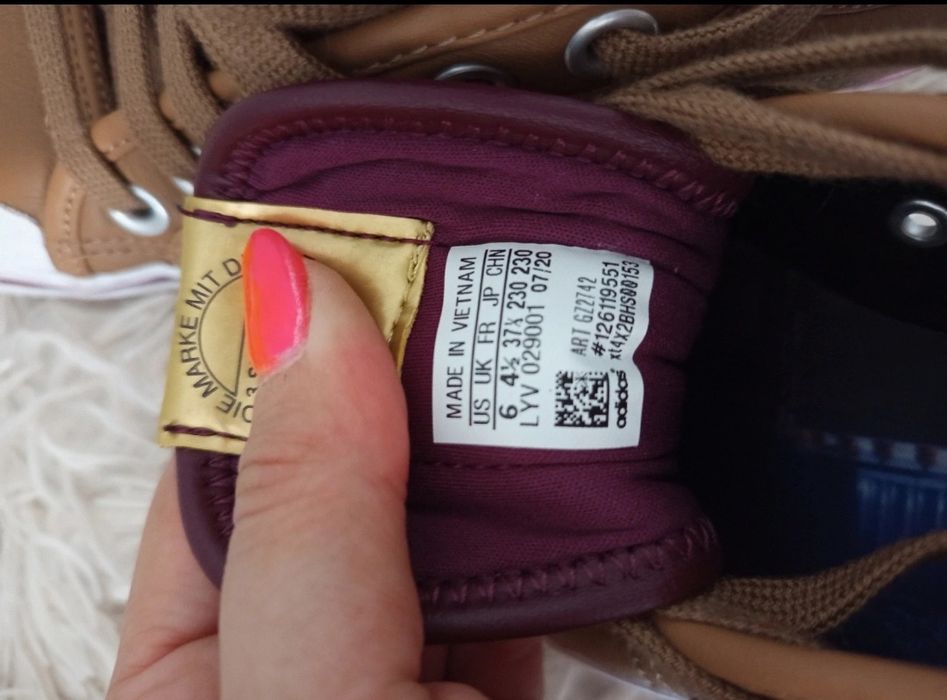 MARKE MIT D
MADE IN VIETNAM
US UK FR JP CHN
6 4½ 37⅓ 230 230
LYV 029001 07/20
ART GZ2742
#126119551
xt4x2BHS00153
adidas